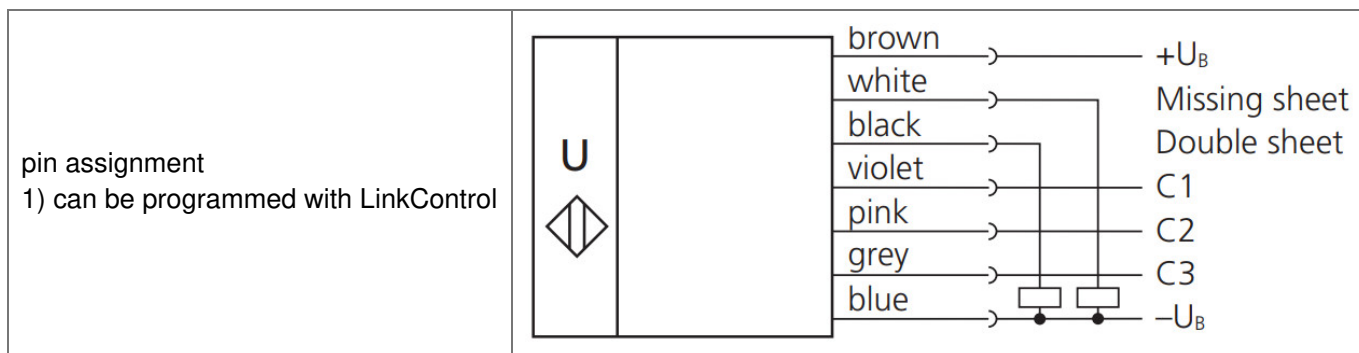 pin assignment
1) can be programmed with LinkControl
U
brown
+U_B
white
Missing sheet
black
Double sheet
violet
C1
pink
C2
grey
C3
blue
–U_B